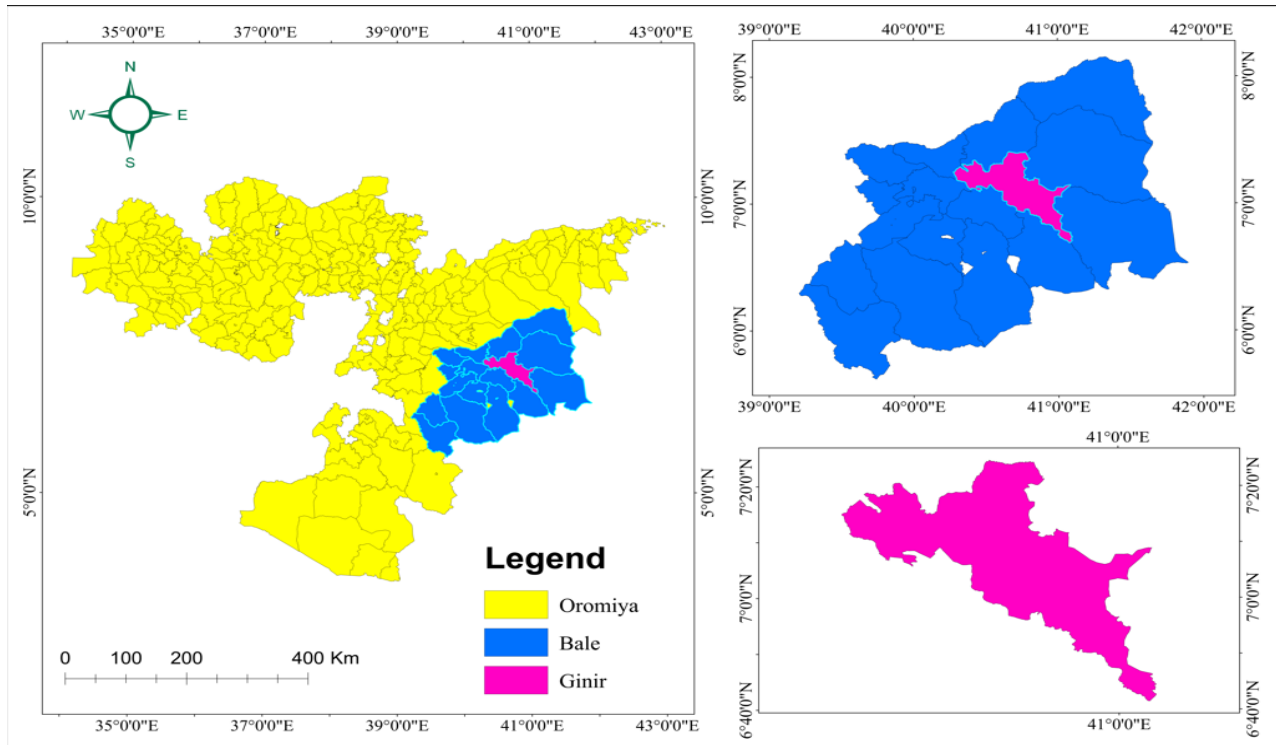 35°0'0"E 37°0'0"E 39°0'0"E 41°0'0"E 43°0'0"E
N
W E
S
10°0'0"N
10°0'0"N
5°0'0"N
5°0'0"N
Legend
Oromiya
Bale
Ginir
0 100 200 400 Km
35°0'0"E 37°0'0"E 39°0'0"E 41°0'0"E 43°0'0"E
39°0'0"E 40°0'0"E 41°0'0"E 42°0'0"E
8°0'0"N
8°0'0"N
7°0'0"N
7°0'0"N
6°0'0"N
6°0'0"N
39°0'0"E 40°0'0"E 41°0'0"E 42°0'0"E
41°0'0"E
7°20'0"N
7°20'0"N
7°0'0"N
7°0'0"N
6°40'0"N
6°40'0"N
41°0'0"E